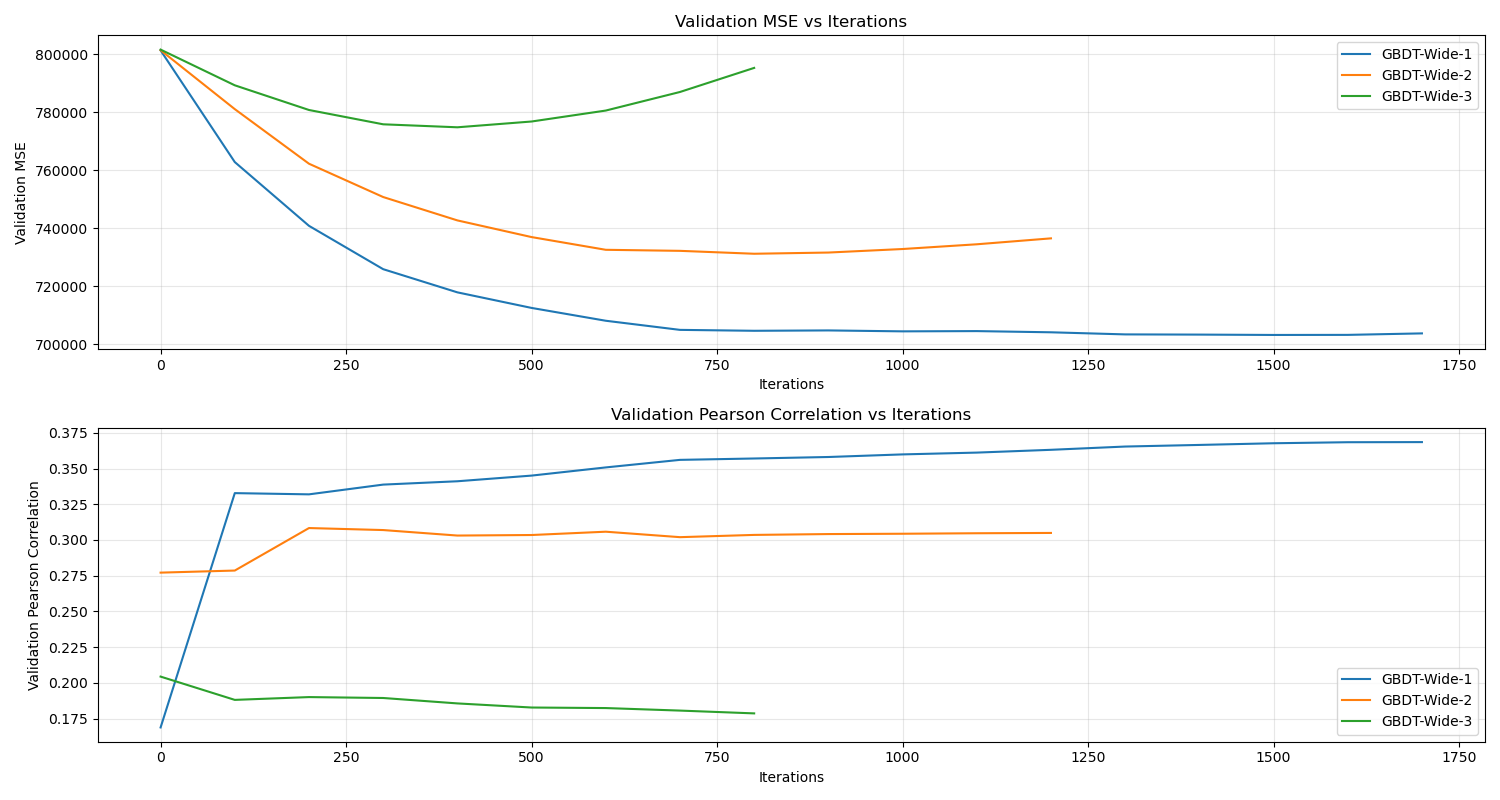 Validation MSE vs Iterations
800000
780000
760000
740000
720000
700000
Validation MSE
GBDT-Wide-1
GBDT-Wide-2
GBDT-Wide-3
0 250 500 750 1000 1250 1500 1750
Iterations
Validation Pearson Correlation vs Iterations
0.375
0.350
0.325
0.300
0.275
0.250
0.225
0.200
0.175
Validation Pearson Correlation
GBDT-Wide-1
GBDT-Wide-2
GBDT-Wide-3
0 250 500 750 1000 1250 1500 1750
Iterations